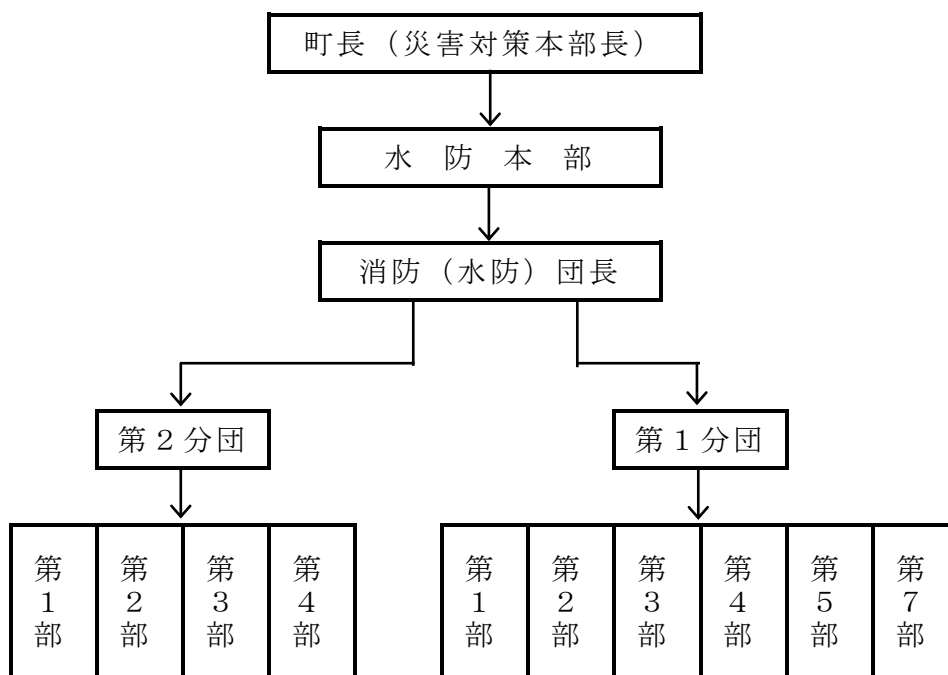 町長（災害対策本部長）
水防本部
消防（水防）団長
第２分団
第１分団
第１部
第２部
第３部
第４部
第１部
第２部
第３部
第４部
第５部
第７部